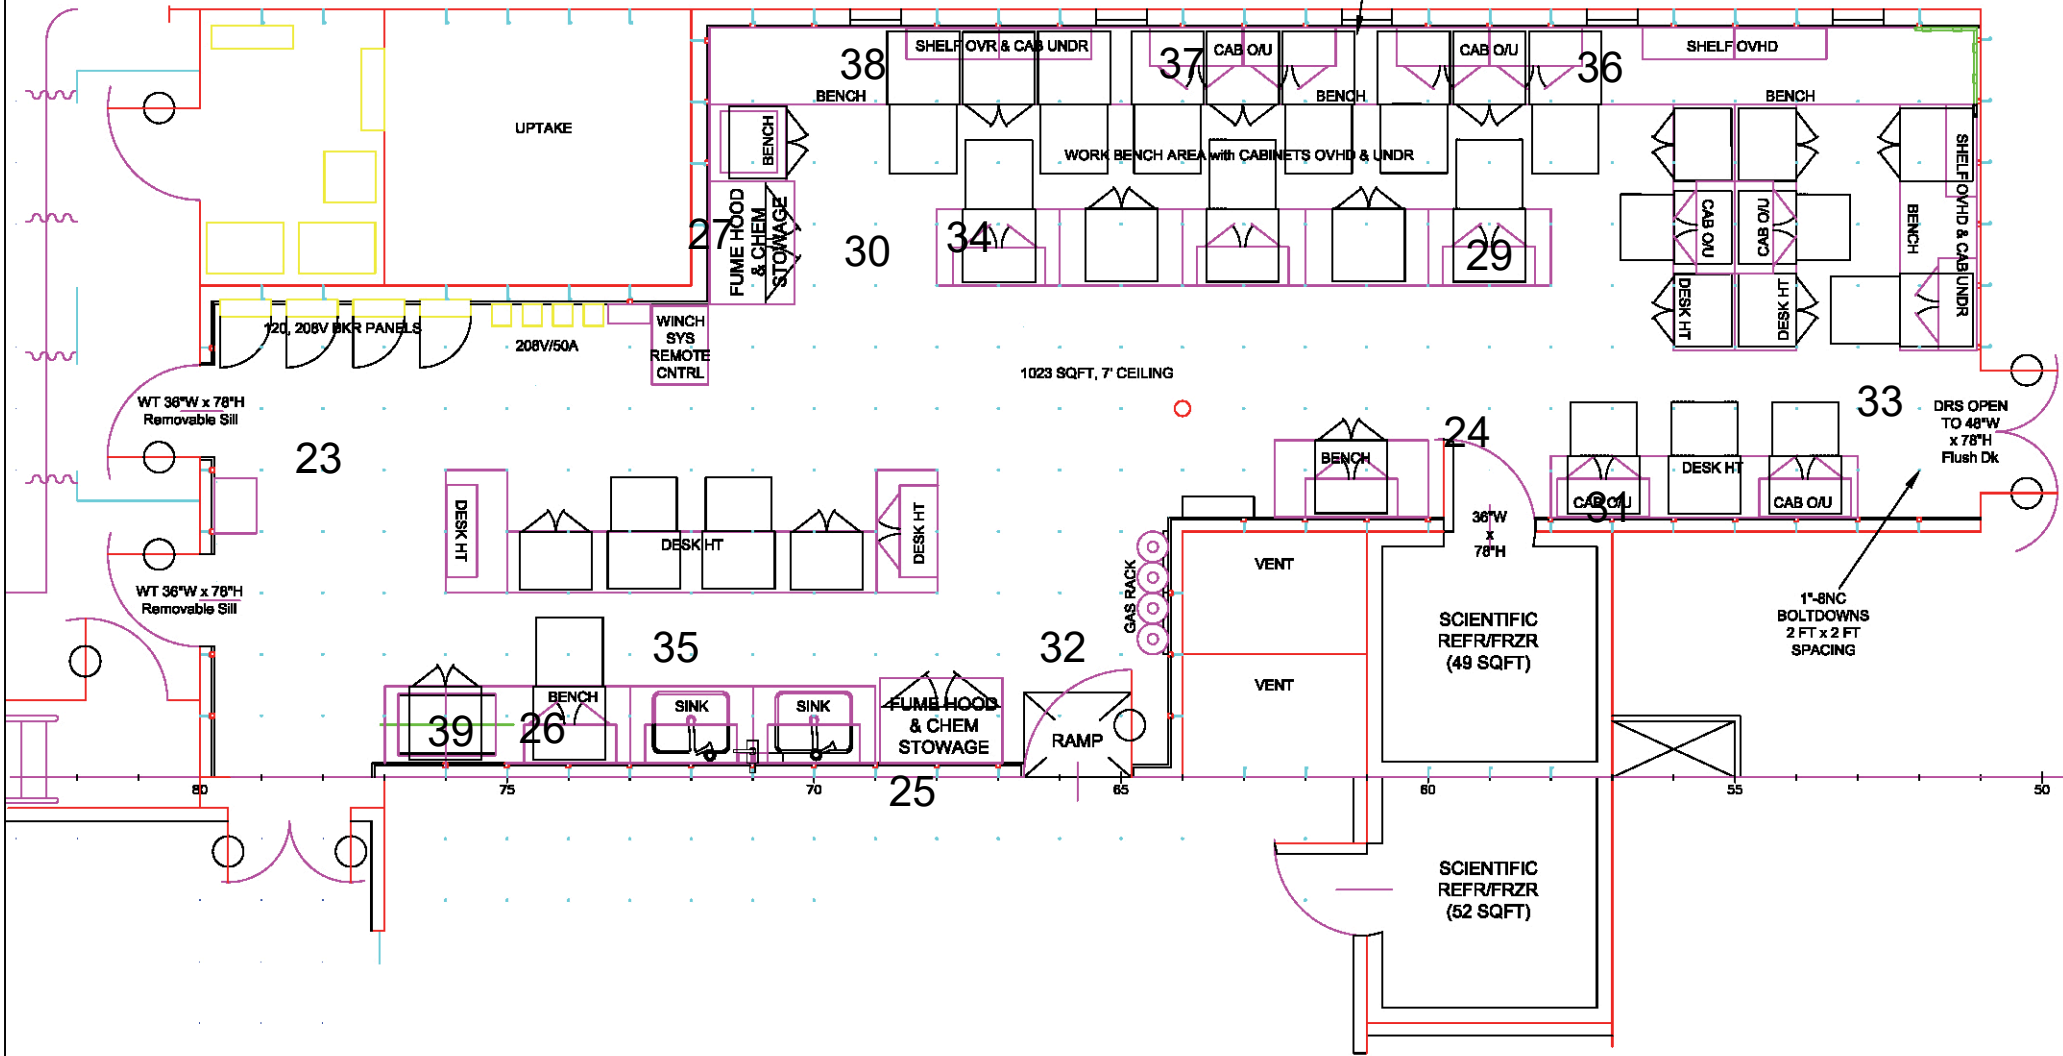 38
SHELF OVR & CAB UNDR
37
CAB O/U
CAB O/U
36
SHELF OVHD
BENCH
BENCH
BENCH
UPTAKE
BENCH
WORK BENCH AREA with CABINETS OVHD & UNDR
SHELF OVHD & CAB UNDR
27
FUME HOOD
& CHEM
STOWAGE
30
34
29
CAB O/U
CAB O/U
BENCH
DESK HT
DESK HT
120, 208V BKR PANELS
208V/50A
WINCH
SYS
REMOTE
CNTRL
1023 SQFT, 7' CEILING
WT 36"W x 78"H
Removable Sill
23
24
33
DRS OPEN
TO 48"W
x 78"H
Flush Dk
BENCH
DESK HT
CAB O/U
31
CAB O/U
DESK HT
DESK HT
DESK HT
36"W
x
78"H
GAS RACK
VENT
WT 36"W x 78"H
Removable Sill
1"-8NC
BOLTDOWNS
2 FT x 2 FT
SPACING
SCIENTIFIC
REFR/FRZR
(49 SQFT)
35
32
VENT
39
26
BENCH
SINK
SINK
FUME HOOD
& CHEM
STOWAGE
RAMP
80
75
70
25
65
60
55
50
SCIENTIFIC
REFR/FRZR
(52 SQFT)